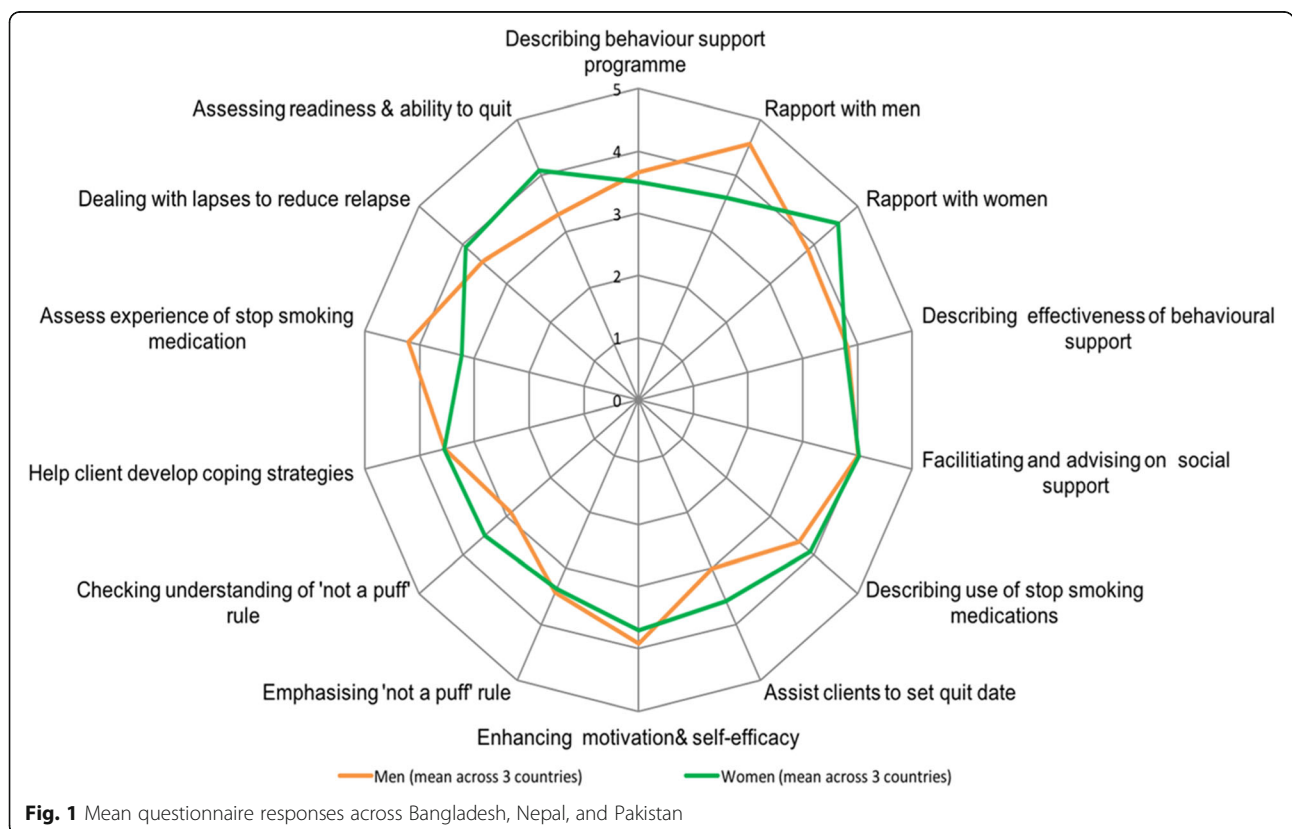 Describing behaviour support
programme
Assessing readiness & ability to quit
Rapport with men
Dealing with lapses to reduce relapse
Rapport with women
Assess experience of stop smoking
medication
Describing effectiveness of behavioural
support
Help client develop coping strategies
Facilitiating and advising on social
support
Checking understanding of 'not a puff'
rule
Describing use of stop smoking
medications
Emphasising 'not a puff' rule
Assist clients to set quit date
Enhancing motivation& self-efficacy
5
4
3
2
1
0
Men (mean across 3 countries)
Women (mean across 3 countries)
Fig. 1 Mean questionnaire responses across Bangladesh, Nepal, and Pakistan